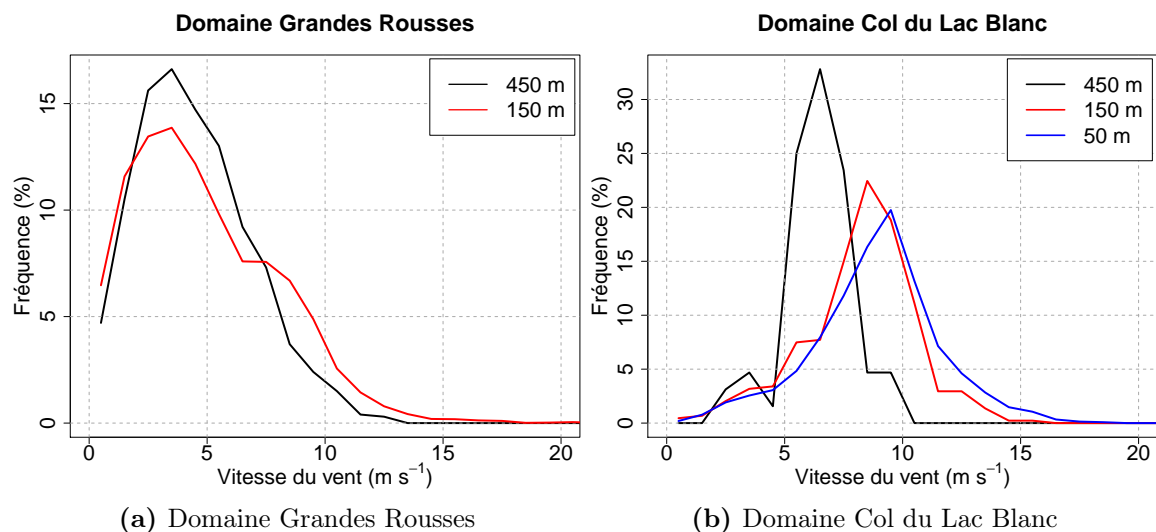 Domaine Grandes Rousses
450 m
150 m
Fréquence (%)
15
10
5
0
0 5 10 15 20
Vitesse du vent (m s⁻¹)
(a) Domaine Grandes Rousses
Domaine Col du Lac Blanc
450 m
150 m
50 m
Fréquence (%)
30
25
20
15
10
5
0
5 10 15 20
0
Vitesse du vent (m s⁻¹)
(b) Domaine Col du Lac Blanc